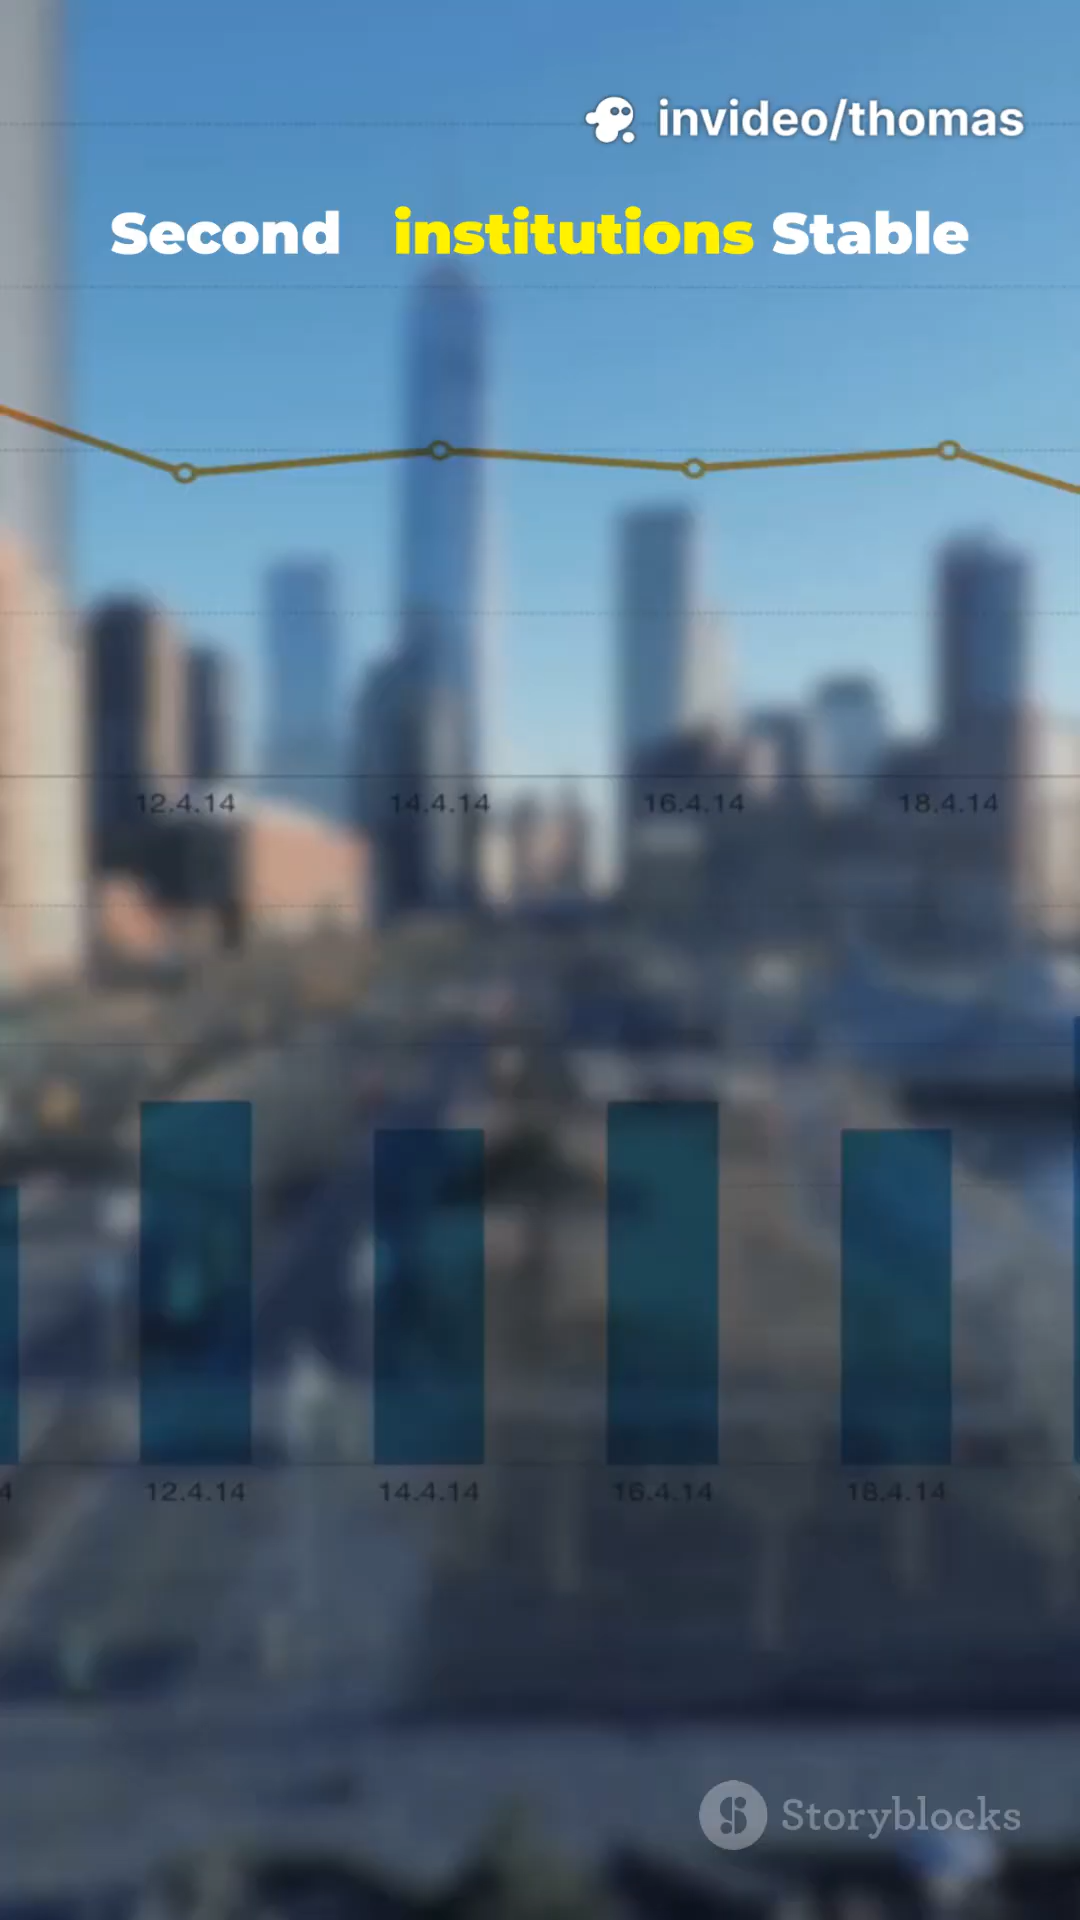 invideo/thomas
Second institutions Stable
12.4.14 14.4.14 16.4.14 18.4.14
4 12.4.14 14.4.14 16.4.14 18.4.14
Storyblocks